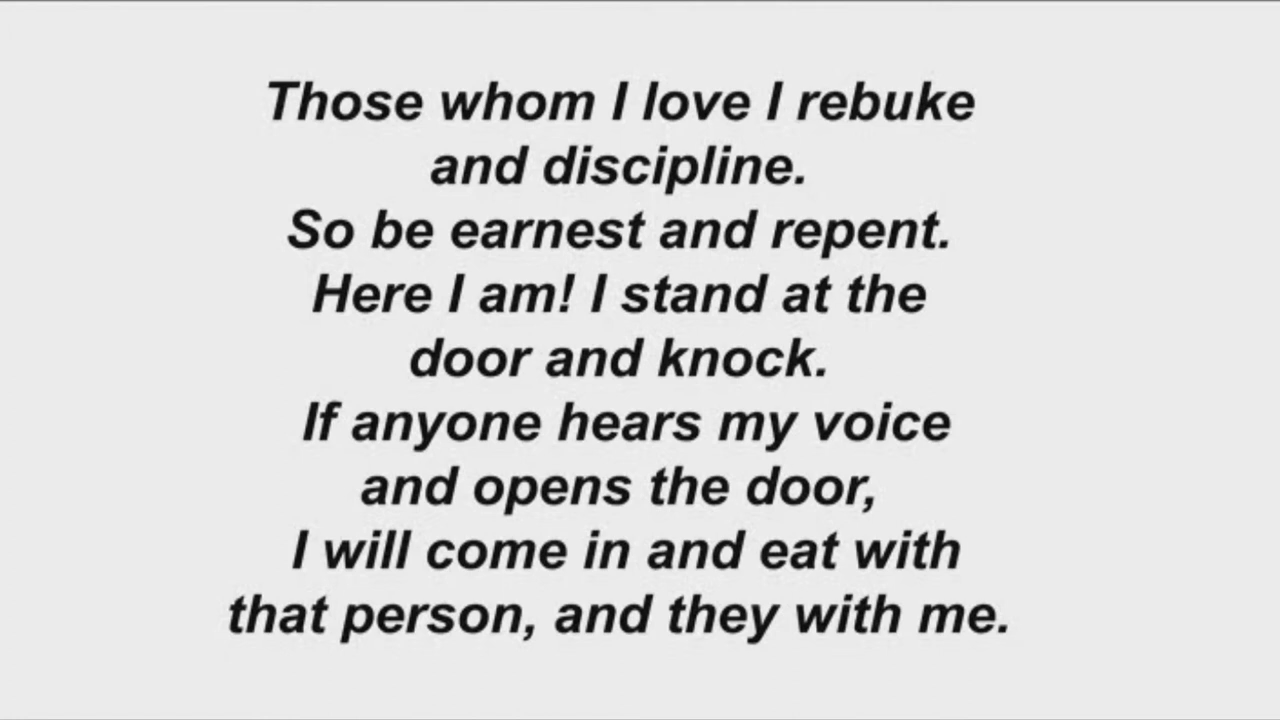 Those whom I love I rebuke
and discipline.
So be earnest and repent.
Here I am! I stand at the
door and knock.
If anyone hears my voice
and opens the door,
I will come in and eat with
that person, and they with me.